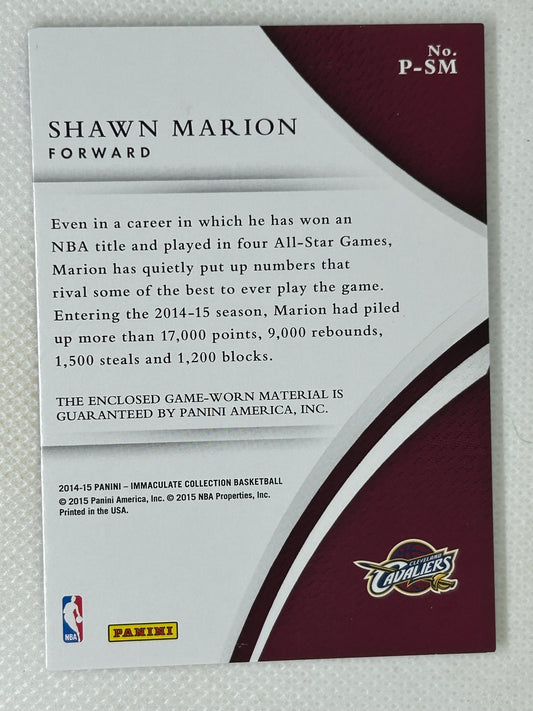 No.
P-SM
SHAWN MARION
FORWARD
Even in a career in which he has won an
NBA title and played in four All-Star Games,
Marion has quietly put up numbers that
rival some of the best to ever play the game.
Entering the 2014-15 season, Marion had piled
up more than 17,000 points, 9,000 rebounds,
1,500 steals and 1,200 blocks.
THE ENCLOSED GAME-WORN MATERIAL IS
GUARANTEED BY PANINI AMERICA, INC.
2014-15 PANINI – IMMACULATE COLLECTION BASKETBALL
© 2015 Panini America, Inc. © 2015 NBA Properties, Inc.
Printed in the USA.
CLEVELAND
CAVALIERS
NBA
PANINI